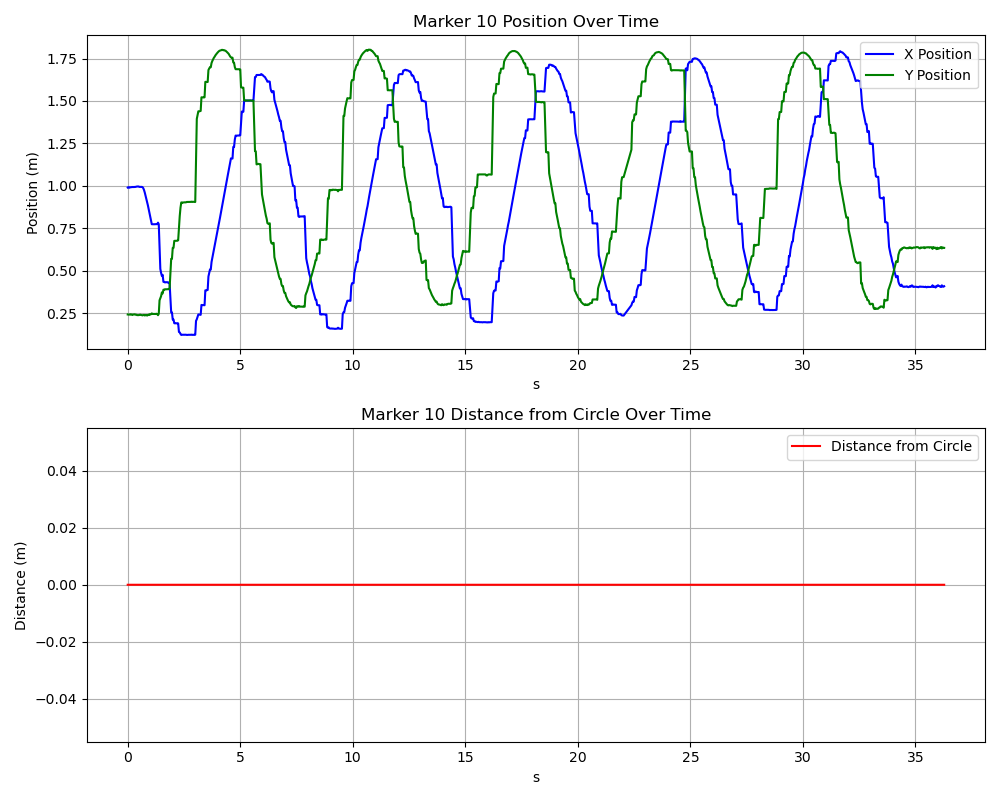 Marker 10 Position Over Time
Position (m)
1.75
1.50
1.25
1.00
0.75
0.50
0.25
X Position
Y Position
0 5 10 15 20 25 30 35
s
Marker 10 Distance from Circle Over Time
Distance (m)
0.04
0.02
0.00
−0.02
−0.04
Distance from Circle
0 5 10 15 20 25 30 35
s